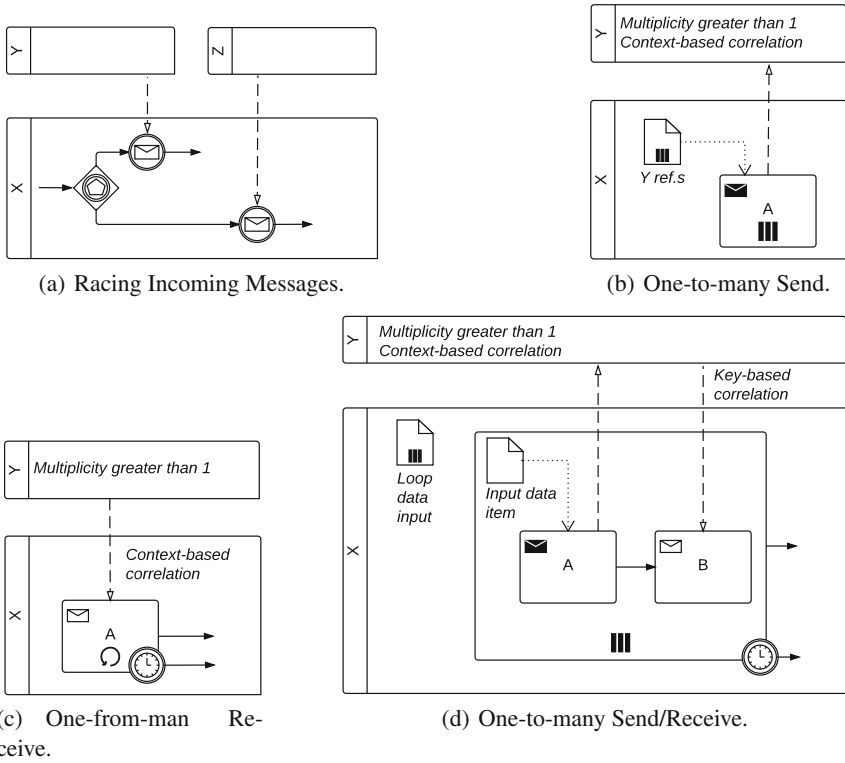 Y
Z
X
(a) Racing Incoming Messages.
Y
Multiplicity greater than 1
Context-based correlation
X
Y ref.s
A
(b) One-to-many Send.
Y
Multiplicity greater than 1
X
Context-based
correlation
A
(c) One-from-man Re-
ceive.
Y
Multiplicity greater than 1
Context-based correlation
Key-based
correlation
X
Loop
data
input
Input data
item
A
B
(d) One-to-many Send/Receive.